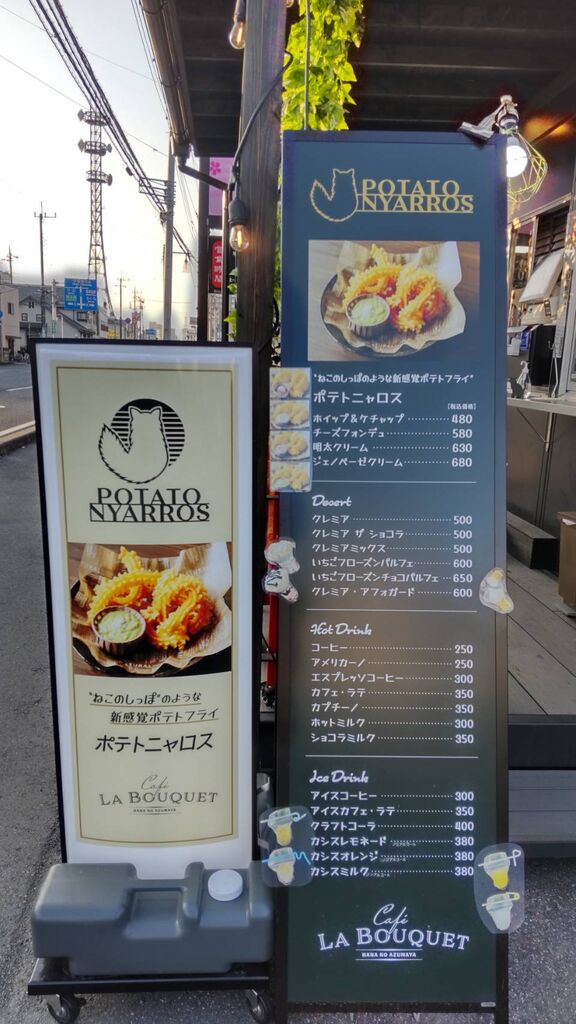 POTATO
NYARROS
"ねこのしっぽ"のような
新感覚ポテトフライ
ポテトニャロス
Café
LA BOUQUET
HANA NO AZUMAYA
POTATO
NYARROS
"ねこのしっぽのような新感覚ポテトフライ"
ポテトニャロス
[税込価格]
ホイップ&ケチャップ 480
チーズフォンデュ 580
明太クリーム 630
ジェノベーゼクリーム 680
Desert
クレミア 500
クレミア ザ ショコラ 500
クレミアミックス 500
いちごフローズンパルフェ 600
いちごフローズンチョコパルフェ 650
クレミア・アフォガード 600
Hot Drink
コーヒー 250
アメリカーノ 250
エスプレッソコーヒー 300
カフェ・ラテ 350
カプチーノ 350
ホットミルク 300
ショコラミルク 350
Ice Drink
アイスコーヒー 300
アイスカフェ・ラテ 350
クラフトコーラ 400
カシスレモネード 380
カシスオレンジ 380
カシスミルク 380
Café
LA BOUQUET
HANA NO AZUMAYA